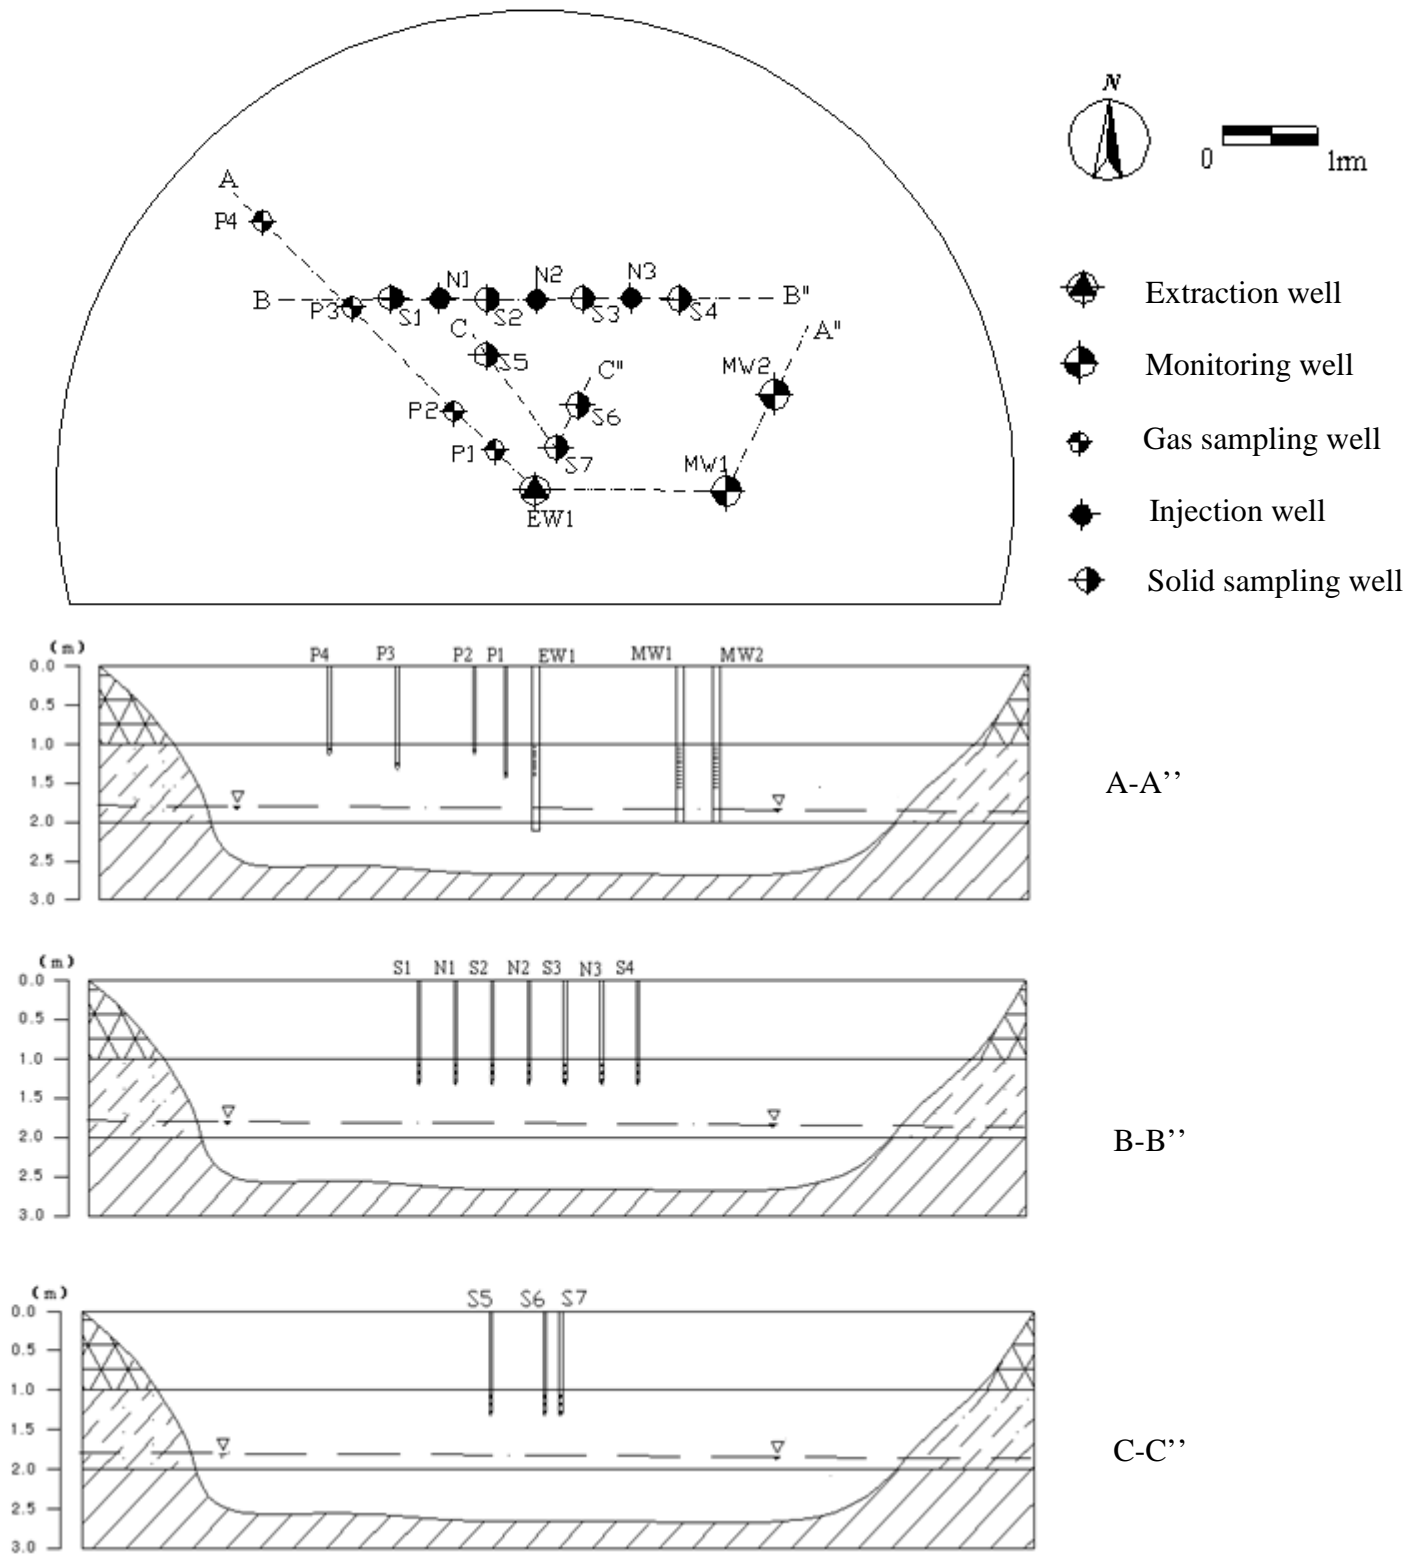 N
0 1m
A
P4
B P3 S1 N1 S2 N2 S3 N3 S4 B"
C S5 C" S6 S7
A"
MW2
P2
P1
MW1
EW1
Extraction well
Monitoring well
Gas sampling well
Injection well
Solid sampling well
(m)
P4 P3 P2 P1 EW1 MW1 MW2
0.0
0.5
1.0
1.5
2.0
2.5
3.0
A-A’’
(m)
S1 N1 S2 N2 S3 N3 S4
0.0
0.5
1.0
1.5
2.0
2.5
3.0
B-B’’
(m)
S5 S6 S7
0.0
0.5
1.0
1.5
2.0
2.5
3.0
C-C’’